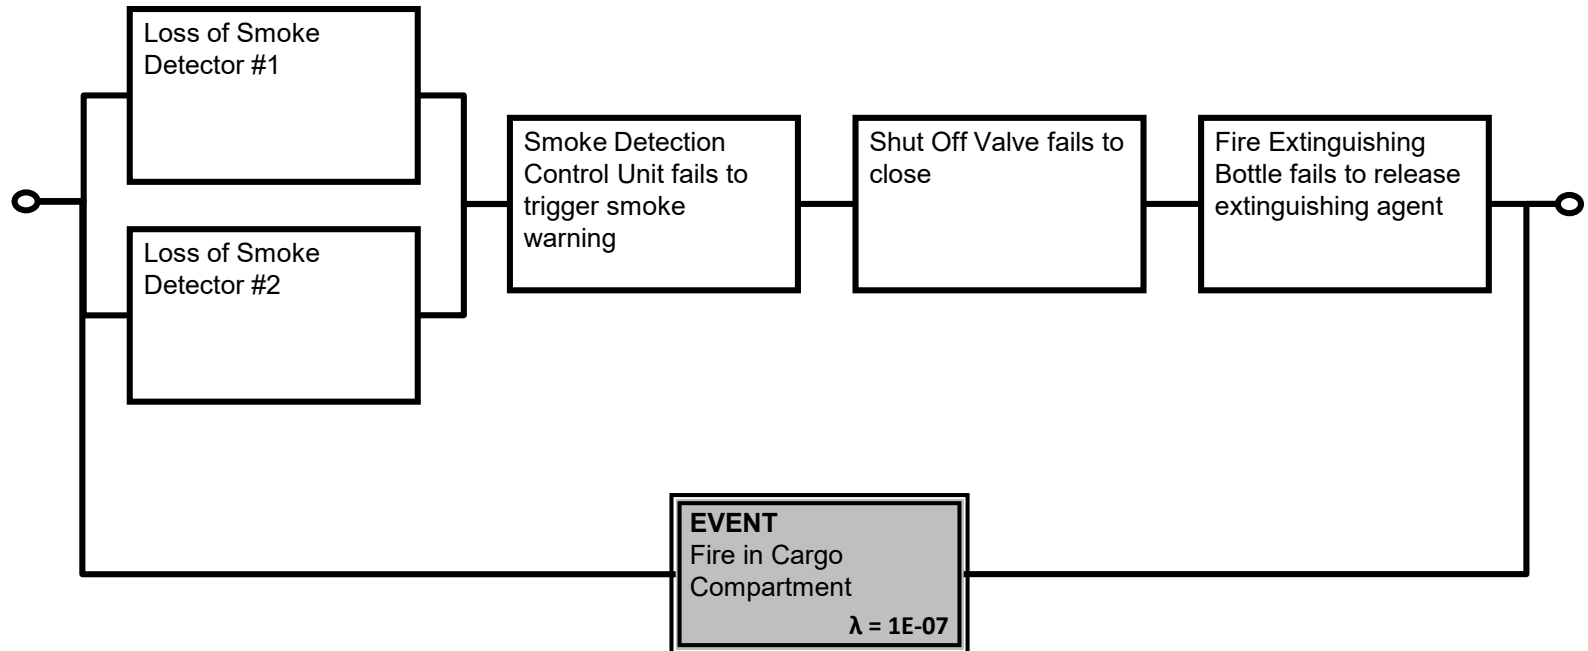 Loss of Smoke
Detector #1
Loss of Smoke
Detector #2
Smoke Detection
Control Unit fails to
trigger smoke
warning
Shut Off Valve fails to
close
Fire Extinguishing
Bottle fails to release
extinguishing agent
EVENT
Fire in Cargo
Compartment
λ = 1E-07